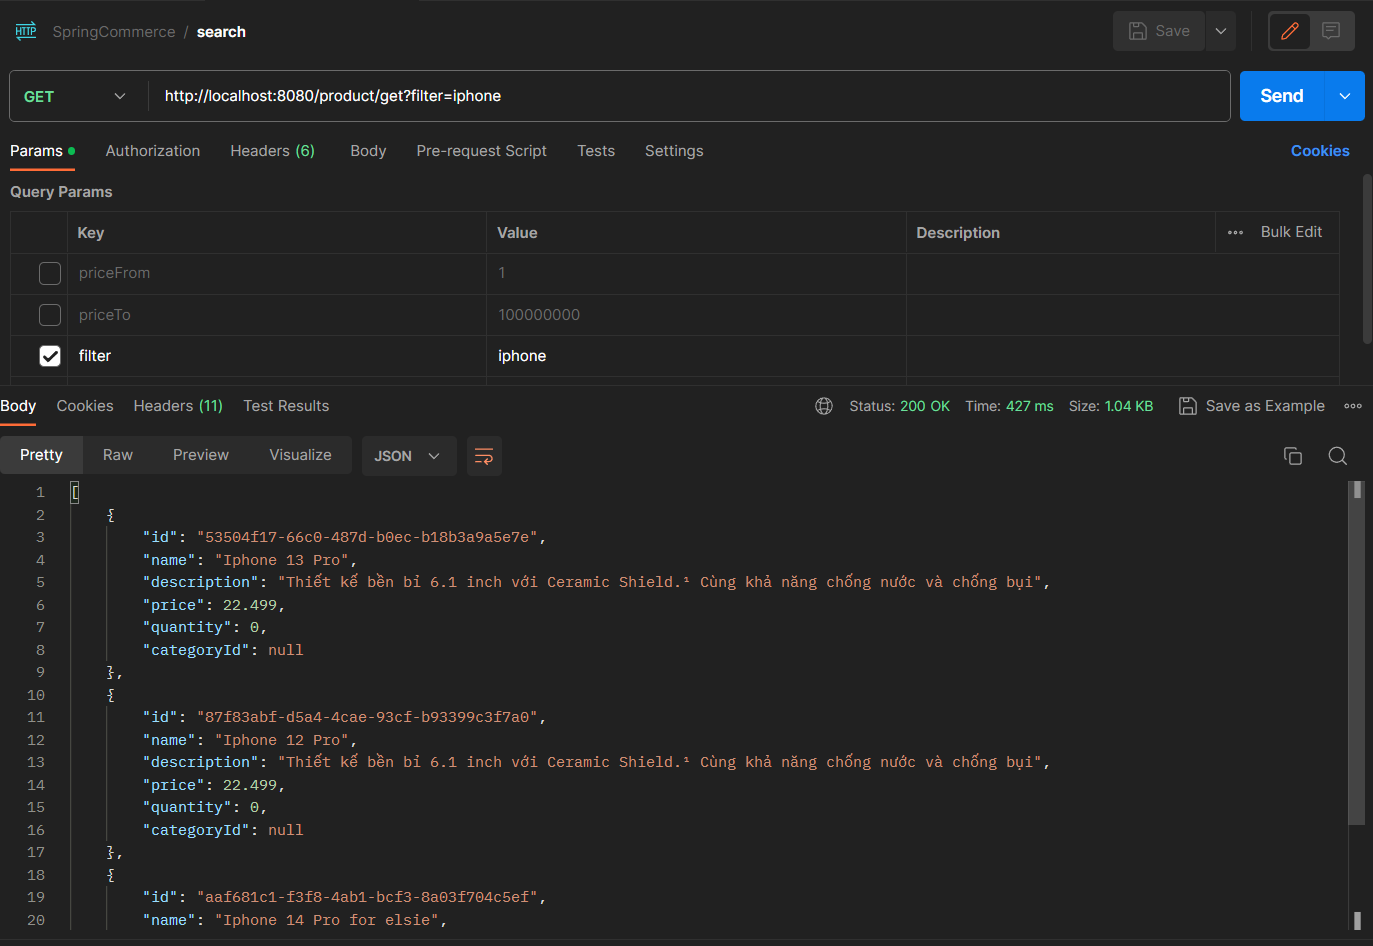 HTTP SpringCommerce / search Save
GET http://localhost:8080/product/get?filter=iphone Send
Params Authorization Headers (6) Body Pre-request Script Tests Settings Cookies
Query Params
Key Value Description Bulk Edit
priceFrom 1
priceTo 100000000
filter iphone
Body Cookies Headers (11) Test Results Status: 200 OK Time: 427 ms Size: 1.04 KB Save as Example
Pretty Raw Preview Visualize JSON
1 [
2 {
3 "id": "53504f17-66c0-487d-b0ec-b18b3a9a5e7e",
4 "name": "Iphone 13 Pro",
5 "description": "Thiết kế bền bỉ 6.1 inch với Ceramic Shield.¹ Cùng khả năng chống nước và chống bụi",
6 "price": 22.499,
7 "quantity": 0,
8 "categoryId": null
9 },
10 {
11 "id": "87f83abf-d5a4-4cae-93cf-b93399c3f7a0",
12 "name": "Iphone 12 Pro",
13 "description": "Thiết kế bền bỉ 6.1 inch với Ceramic Shield.¹ Cùng khả năng chống nước và chống bụi",
14 "price": 22.499,
15 "quantity": 0,
16 "categoryId": null
17 },
18 {
19 "id": "aaf681c1-f3f8-4ab1-bcf3-8a03f704c5ef",
20 "name": "Iphone 14 Pro for elsie",